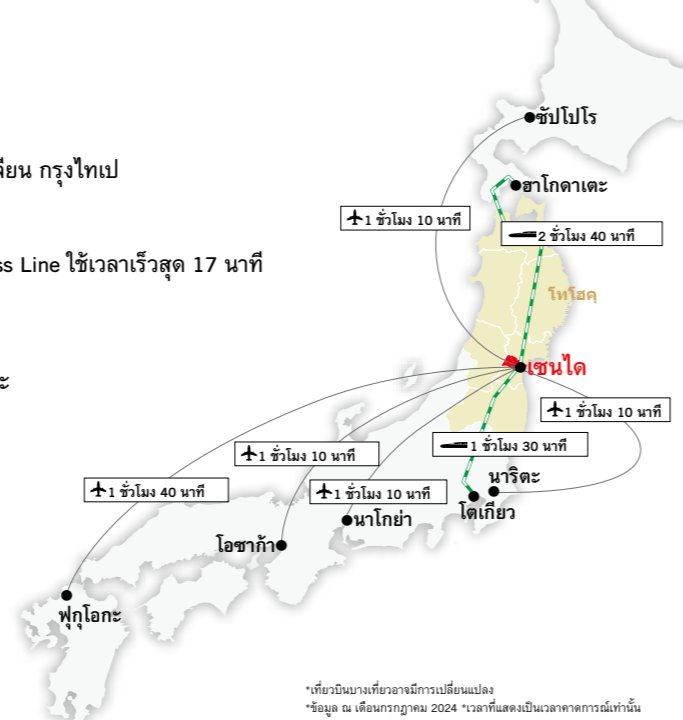 ซัปโปโร
กรุงไทเป
ฮาโกดาเตะ
1 ชั่วโมง 10 นาที
2 ชั่วโมง 40 นาที
Line ใช้เวลาเร็วสุด 17 นาที
โทโฮคุ
เซนได
1 ชั่วโมง 10 นาที
1 ชั่วโมง 30 นาที
1 ชั่วโมง 10 นาที
นาริตะ
1 ชั่วโมง 40 นาที
1 ชั่วโมง 10 นาที
โตเกียว
นาโกย่า
โอซาก้า
ฟุกุโอกะ
*เที่ยวบินบางเที่ยวอาจมีการเปลี่ยนแปลง
*ข้อมูล ณ เดือนกรกฎาคม 2024 *เวลาที่แสดงเป็นเวลาคาดการณ์เท่านั้น